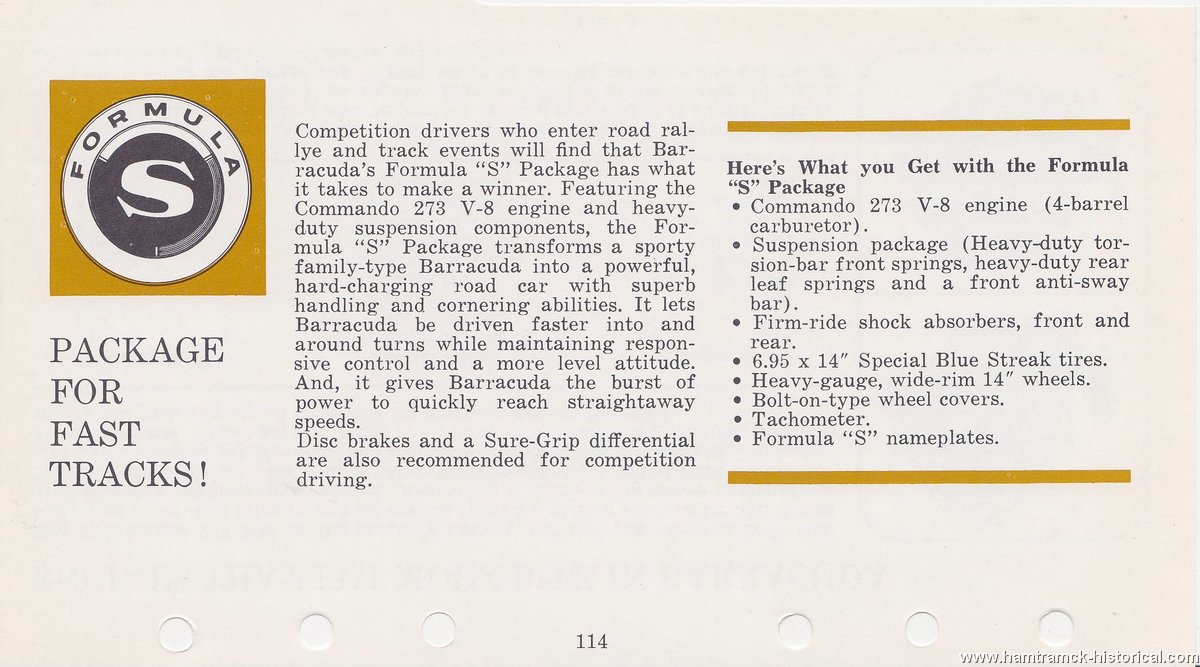 FORMULA
S
PACKAGE
FOR
FAST
TRACKS!
Competition drivers who enter road ral-
lye and track events will find that Bar-
racuda's Formula “S” Package has what
it takes to make a winner. Featuring the
Commando 273 V-8 engine and heavy-
duty suspension components, the For-
mula “S” Package transforms a sporty
family-type Barracuda into a powerful,
hard-charging road car with superb
handling and cornering abilities. It lets
Barracuda be driven faster into and
around turns while maintaining respon-
sive control and a more level attitude.
And, it gives Barracuda the burst of
power to quickly reach straightaway
speeds.
Disc brakes and a Sure-Grip differential
are also recommended for competition
driving.
Here's What you Get with the Formula
“S” Package
• Commando 273 V-8 engine (4-barrel
carburetor).
• Suspension package (Heavy-duty tor-
sion-bar front springs, heavy-duty rear
leaf springs and a front anti-sway
bar).
• Firm-ride shock absorbers, front and
rear.
• 6.95 x 14″ Special Blue Streak tires.
• Heavy-gauge, wide-rim 14″ wheels.
• Bolt-on-type wheel covers.
• Tachometer.
• Formula “S” nameplates.
114
www.hamtramck-historical.com